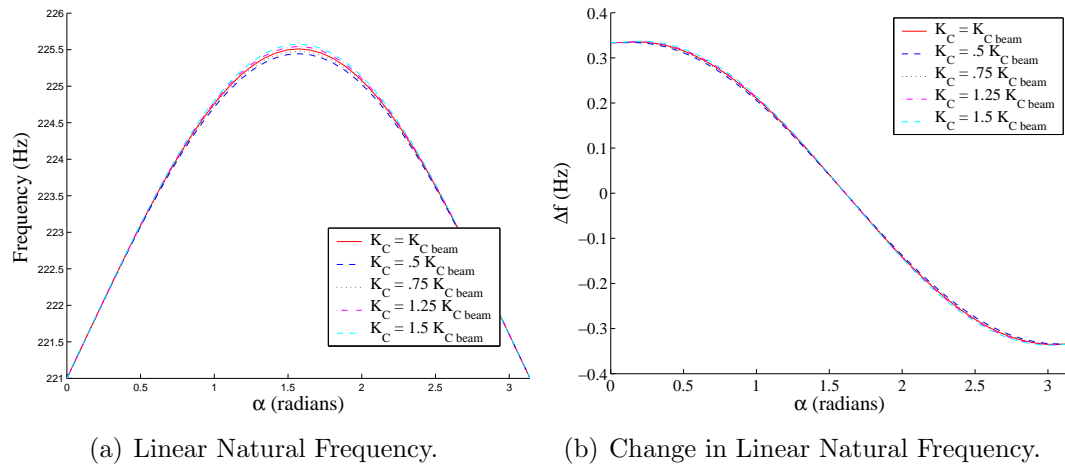 226
225.5
225
224.5
224
223.5
223
222.5
222
221.5
221
Frequency (Hz)
0
0.5
1
1.5
2
2.5
3
α (radians)
K_C = K_C beam
K_C = .5 K_C beam
K_C = .75 K_C beam
K_C = 1.25 K_C beam
K_C = 1.5 K_C beam
(a) Linear Natural Frequency.
0.4
0.3
0.2
0.1
0
−0.1
−0.2
−0.3
−0.4
Δf (Hz)
0
0.5
1
1.5
2
2.5
3
α (radians)
K_C = K_C beam
K_C = .5 K_C beam
K_C = .75 K_C beam
K_C = 1.25 K_C beam
K_C = 1.5 K_C beam
(b) Change in Linear Natural Frequency.